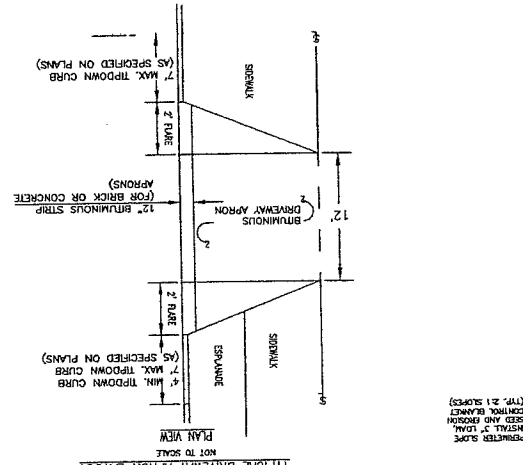 NOT TO SCALE
PLAN VIEW
PERIMETER SLOPE
INSTALL 3" LOAM,
SEED AND EROSION
CONTROL BLANKET
(TYP. 2:1 SLOPES)
4' MIN. TIPDOWN CURB
7' MAX. TIPDOWN CURB
(AS SPECIFIED ON PLANS)
ESPLANADE
SIDEWALK
2' FLARE
12'
BITUMINOUS
DRIVEWAY APRON
12" BITUMINOUS STRIP
(FOR BRICK OR CONCRETE
APRONS)
2' FLARE
SIDEWALK
7' MAX. TIPDOWN CURB
(AS SPECIFIED ON PLANS)